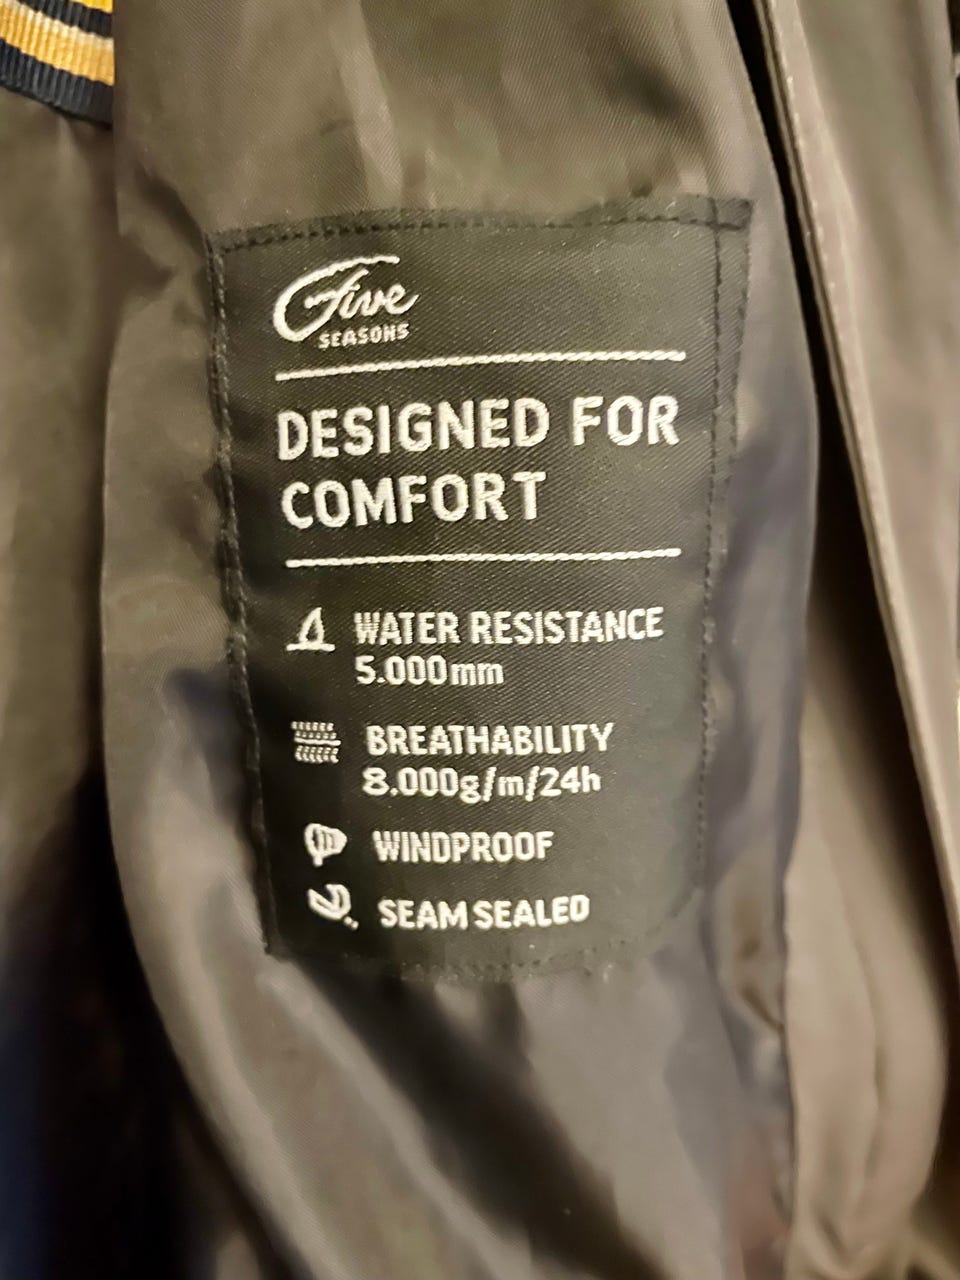 Five
SEASONS
DESIGNED FOR
COMFORT
WATER RESISTANCE
5.000mm
BREATHABILITY
8.000g/m/24h
WINDPROOF
SEAM SEALED